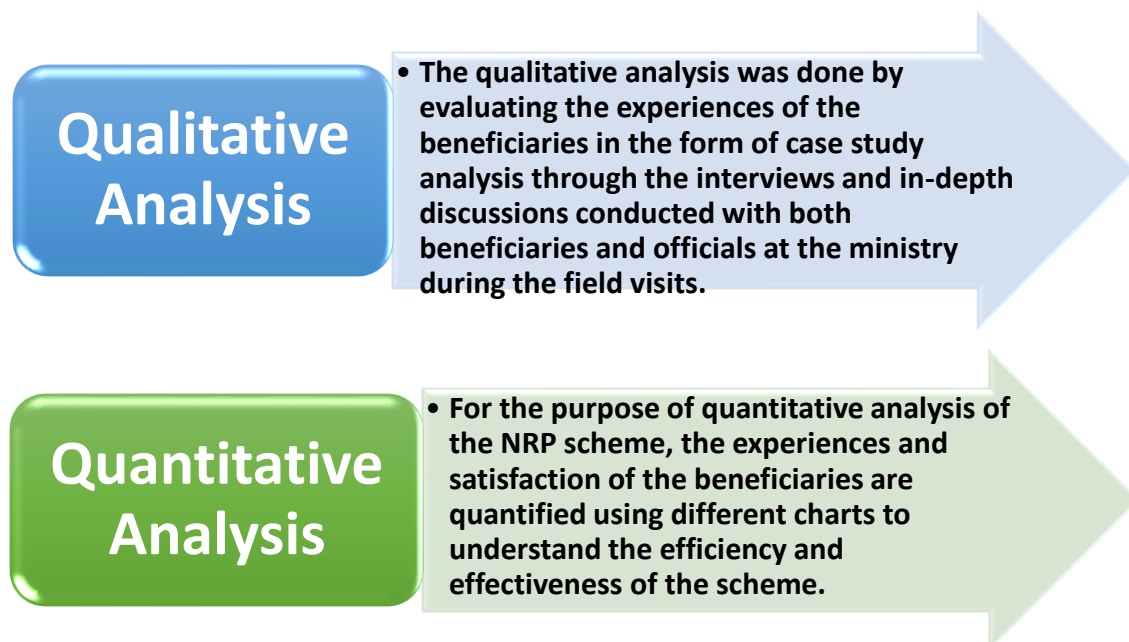 Qualitative
Analysis
• The qualitative analysis was done by
evaluating the experiences of the
beneficiaries in the form of case study
analysis through the interviews and in-depth
discussions conducted with both
beneficiaries and officials at the ministry
during the field visits.
Quantitative
Analysis
• For the purpose of quantitative analysis of
the NRP scheme, the experiences and
satisfaction of the beneficiaries are
quantified using different charts to
understand the efficiency and
effectiveness of the scheme.